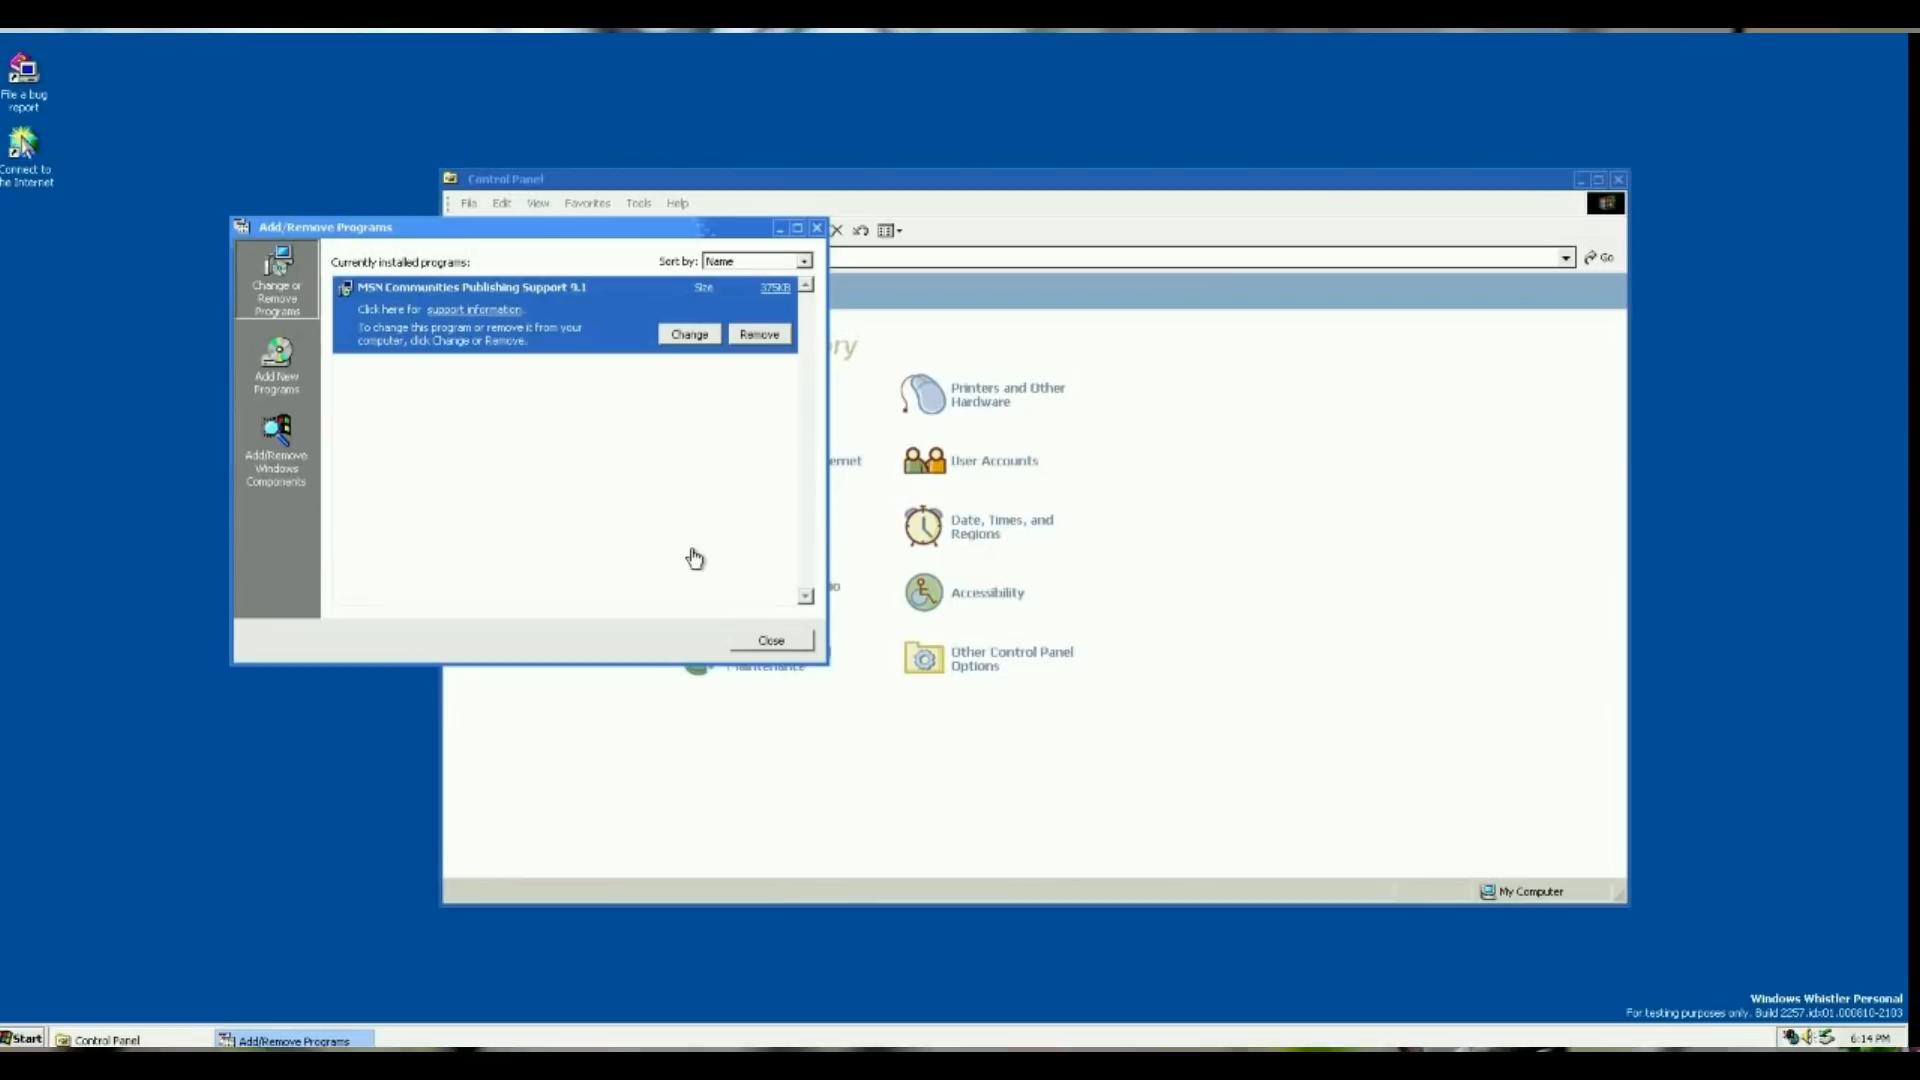 File a bug
report
Connect to
he Internet
Control Panel
File Edit View Favorites Tools Help
Go
Add/Remove Programs
Change or
Remove
Programs
Add New
Programs
Add/Remove
Windows
Components
Currently installed programs:
Sort by: Name
MSN Communities Publishing Support 9.1 Size 375KB
Click here for support information.
To change this program or remove it from your
computer, click Change or Remove.
Change Remove
Close
ry
Printers and Other
Hardware
ernet
User Accounts
Date, Times, and
Regions
Accessibility
Other Control Panel
Options
My Computer
Windows Whistler Personal
For testing purposes only. Build 2257.idx01.000810-2103
Start Control Panel Add/Remove Programs 6:14 PM